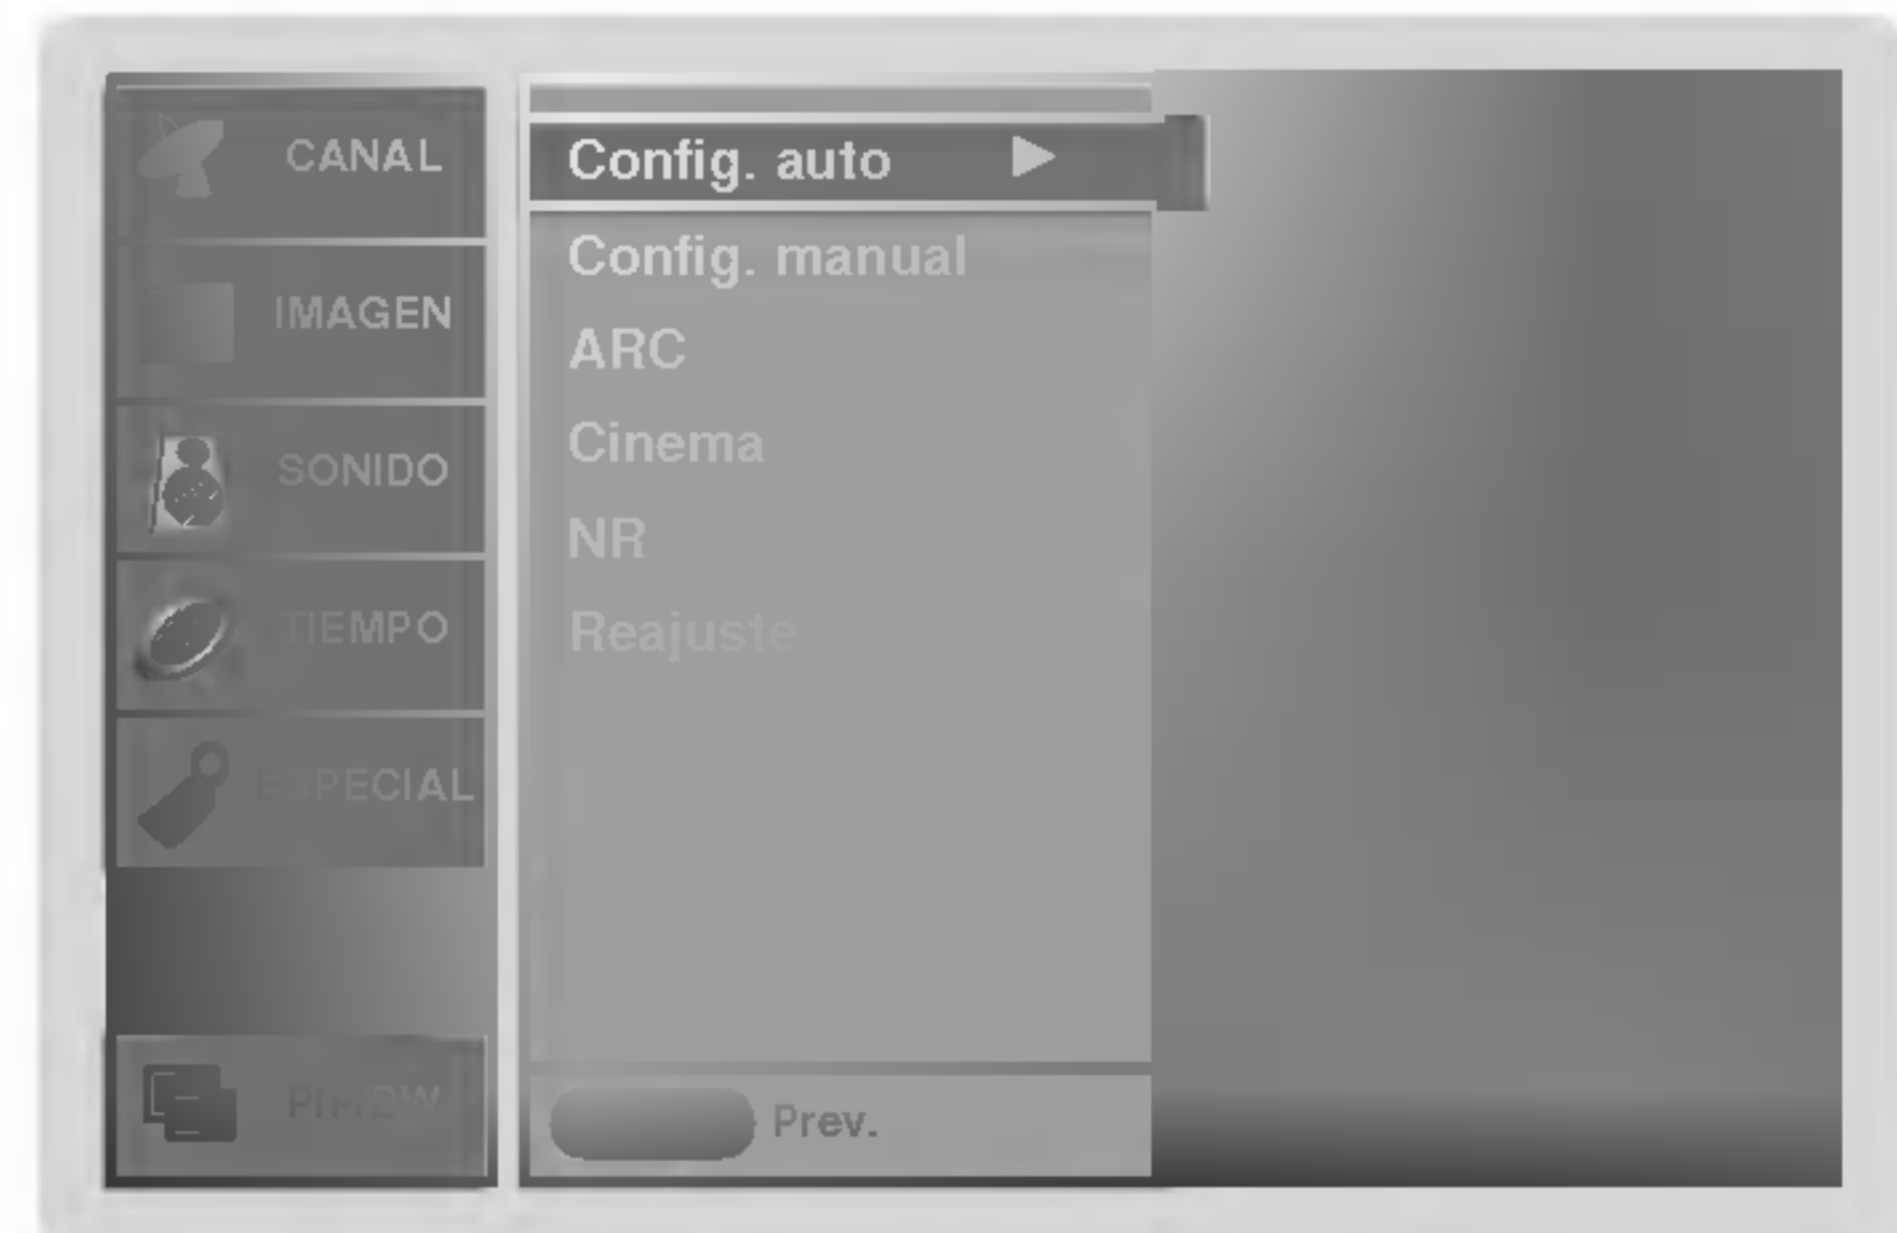 CANAL
IMAGEN
SONIDO
TIEMPO
ESPECIAL
PIP/DW
Config. auto
Config. manual
ARC
Cinema
NR
Reajuste
Prev.